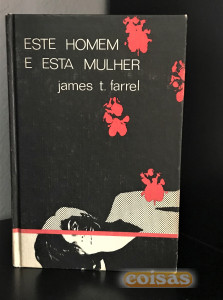 ESTE HOMEM
E ESTA MULHER
james t. farrel
coisas